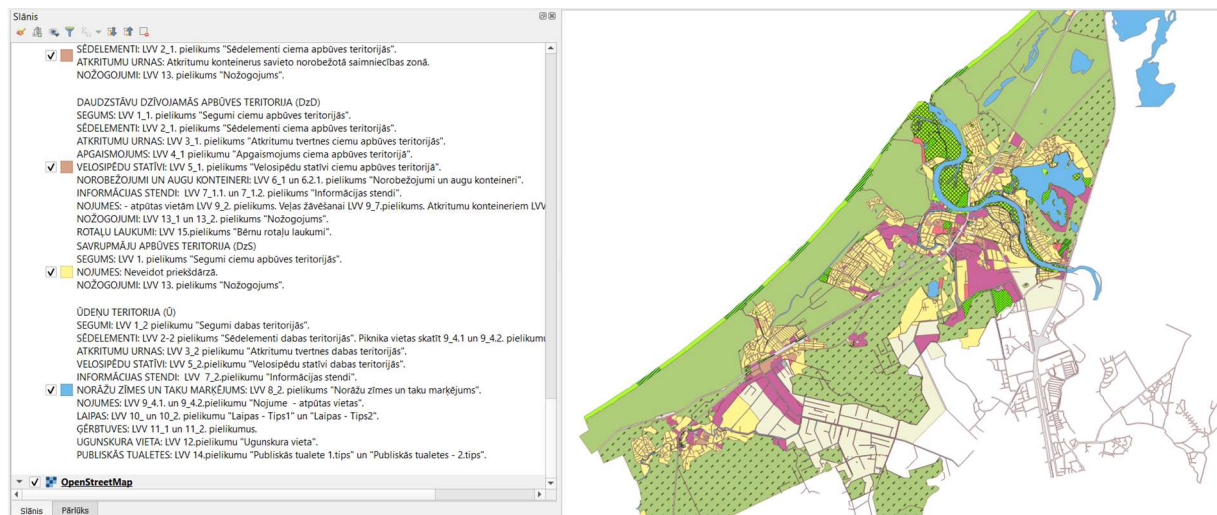 Slānis
SĒDELEMENTI: LVV 2_1. pielikums "Sēdelementi ciema apbūves teritorijās".
ATKRITUMU URNAS: Atkritumu konteinerus savieto norobežotā saimniecības zonā.
NOŽOGOJUMI: LVV 13. pielikums "Nožogojums".
DAUDZSTĀVU DZĪVOJAMĀS APBŪVES TERITORIJA (DzD)
SEGUMS: LVV 1_1. pielikums "Segumi ciemu apbūves teritorijās".
SĒDELEMENTI: LVV 2_1. pielikums "Sēdelementi ciema apbūves teritorijās".
ATKRITUMU URNAS: LVV 3_1. pielikums "Atkritumu tvertnes ciemu apbūves teritorijās".
APGAISMOJUMS: LVV 4_1 pielikumu "Apgaismojums ciema apbūves teritorijā".
VELOSIPĒDU STATĪVI: LVV 5_1. pielikums "Velosipēdu statīvi ciemu apbūves teritorijā".
NOROBEŽOJUMI UN AUGU KONTEINERI: LVV 6_1 un 6.2.1. pielikums "Norobežojumi un augu konteineri".
INFORMĀCIJAS STENDI: LVV 7_1.1. un 7_1.2. pielikums "Informācijas stendi".
NOJUMES: - atpūtas vietām LVV 9_2. pielikums. Veļas žāvēšanai LVV 9_7.pielikums. Atkritumu konteineriem LVV
NOŽOGOJUMI: LVV 13_1 un 13_2. pielikums "Nožogojums".
ROTAĻU LAUKUMI: LVV 15.pielikums "Bērnu rotaļu laukumi".
SAVRUPMĀJU APBŪVES TERITORIJA (DzS)
SEGUMS: LVV 1. pielikums "Segumi ciemu apbūves teritorijās".
NOJUMES: Neveidot priekšdārzā.
NOŽOGOJUMI: LVV 13. pielikums "Nožogojums".
ŪDEŅU TERITORIJA (Ū)
SEGUMI: LVV 1_2 pielikumu "Segumi dabas teritorijās".
SĒDELEMENTI: LVV 2-2 pielikums "Sēdelementi dabas teritorijās". Piknika vietas skatīt 9_4.1 un 9_4.2. pielikumu
ATKRITUMU URNAS: LVV 3_2 pielikumu "Atkritumu tvertnes dabas teritorijās".
VELOSIPĒDU STATĪVI: LVV 5_2.pielikumu "Velosipēdu statīvi dabas teritorijās".
INFORMĀCIJAS STENDI: LVV 7_2.pielikumu "Informācijas stendi".
NORĀŽU ZĪMES UN TAKU MARĶĒJUMS: LVV 8_2. pielikums "Norāžu zīmes un taku marķējums".
NOJUMES: LVV 9_4.1. un 9_4.2.pielikumu "Nojume - atpūtas vietas".
LAIPAS: LVV 10_ un 10_2. pielikumu "Laipas - Tips1" un "Laipas - Tips2".
ĢĒRBTUVES: LVV 11_1 un 11_2. pielikumus.
UGUNSKURA VIETA: LVV 12.pielikumu "Ugunskura vieta".
PUBLISKĀS TUALETES: LVV 14.pielikumu "Publiskās tualete 1.tips" un "Publiskās tualetes - 2.tips".
OpenStreetMap
Slānis Pārlūks